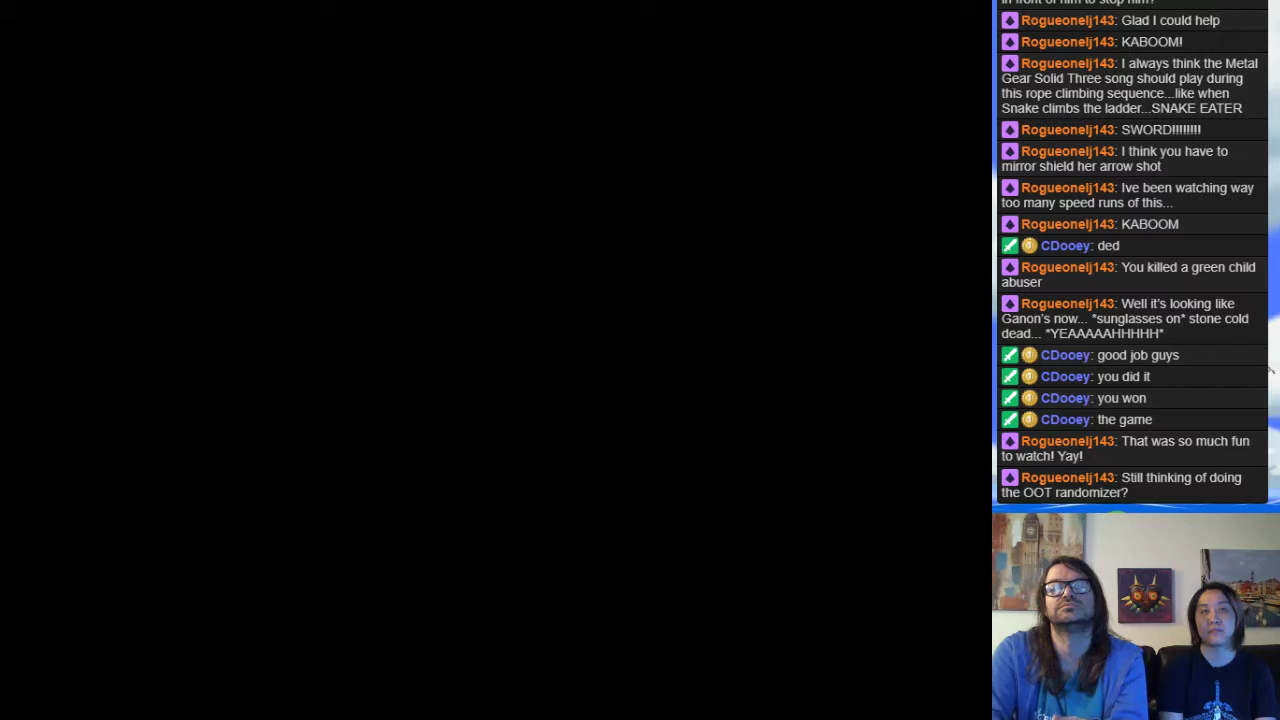 Rogueonelj143: Glad I could help
Rogueonelj143: KABOOM!
Rogueonelj143: I always think the Metal
Gear Solid Three song should play during
this rope climbing sequence...like when
Snake climbs the ladder...SNAKE EATER
Rogueonelj143: SWORD!!!!!!!!
Rogueonelj143: I think you have to
mirror shield her arrow shot
Rogueonelj143: Ive been watching way
too many speed runs of this...
Rogueonelj143: KABOOM
CDooey: ded
Rogueonelj143: You killed a green child
abuser
Rogueonelj143: Well it's looking like
Ganon's now... *sunglasses on* stone cold
dead... *YEAAAAAHHHHH*
CDooey: good job guys
CDooey: you did it
CDooey: you won
CDooey: the game
Rogueonelj143: That was so much fun
to watch! Yay!
Rogueonelj143: Still thinking of doing
the OOT randomizer?